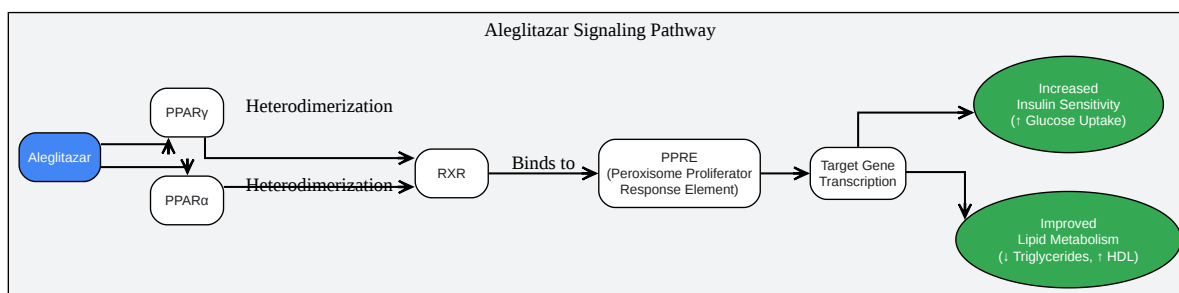 Aleglitazar Signaling Pathway
Aleglitazar
PPARγ
PPARα
Heterodimerization
Heterodimerization
RXR
Binds to
PPRE
(Peroxisome Proliferator
Response Element)
Target Gene
Transcription
Increased
Insulin Sensitivity
(↑ Glucose Uptake)
Improved
Lipid Metabolism
(↓ Triglycerides, ↑ HDL)